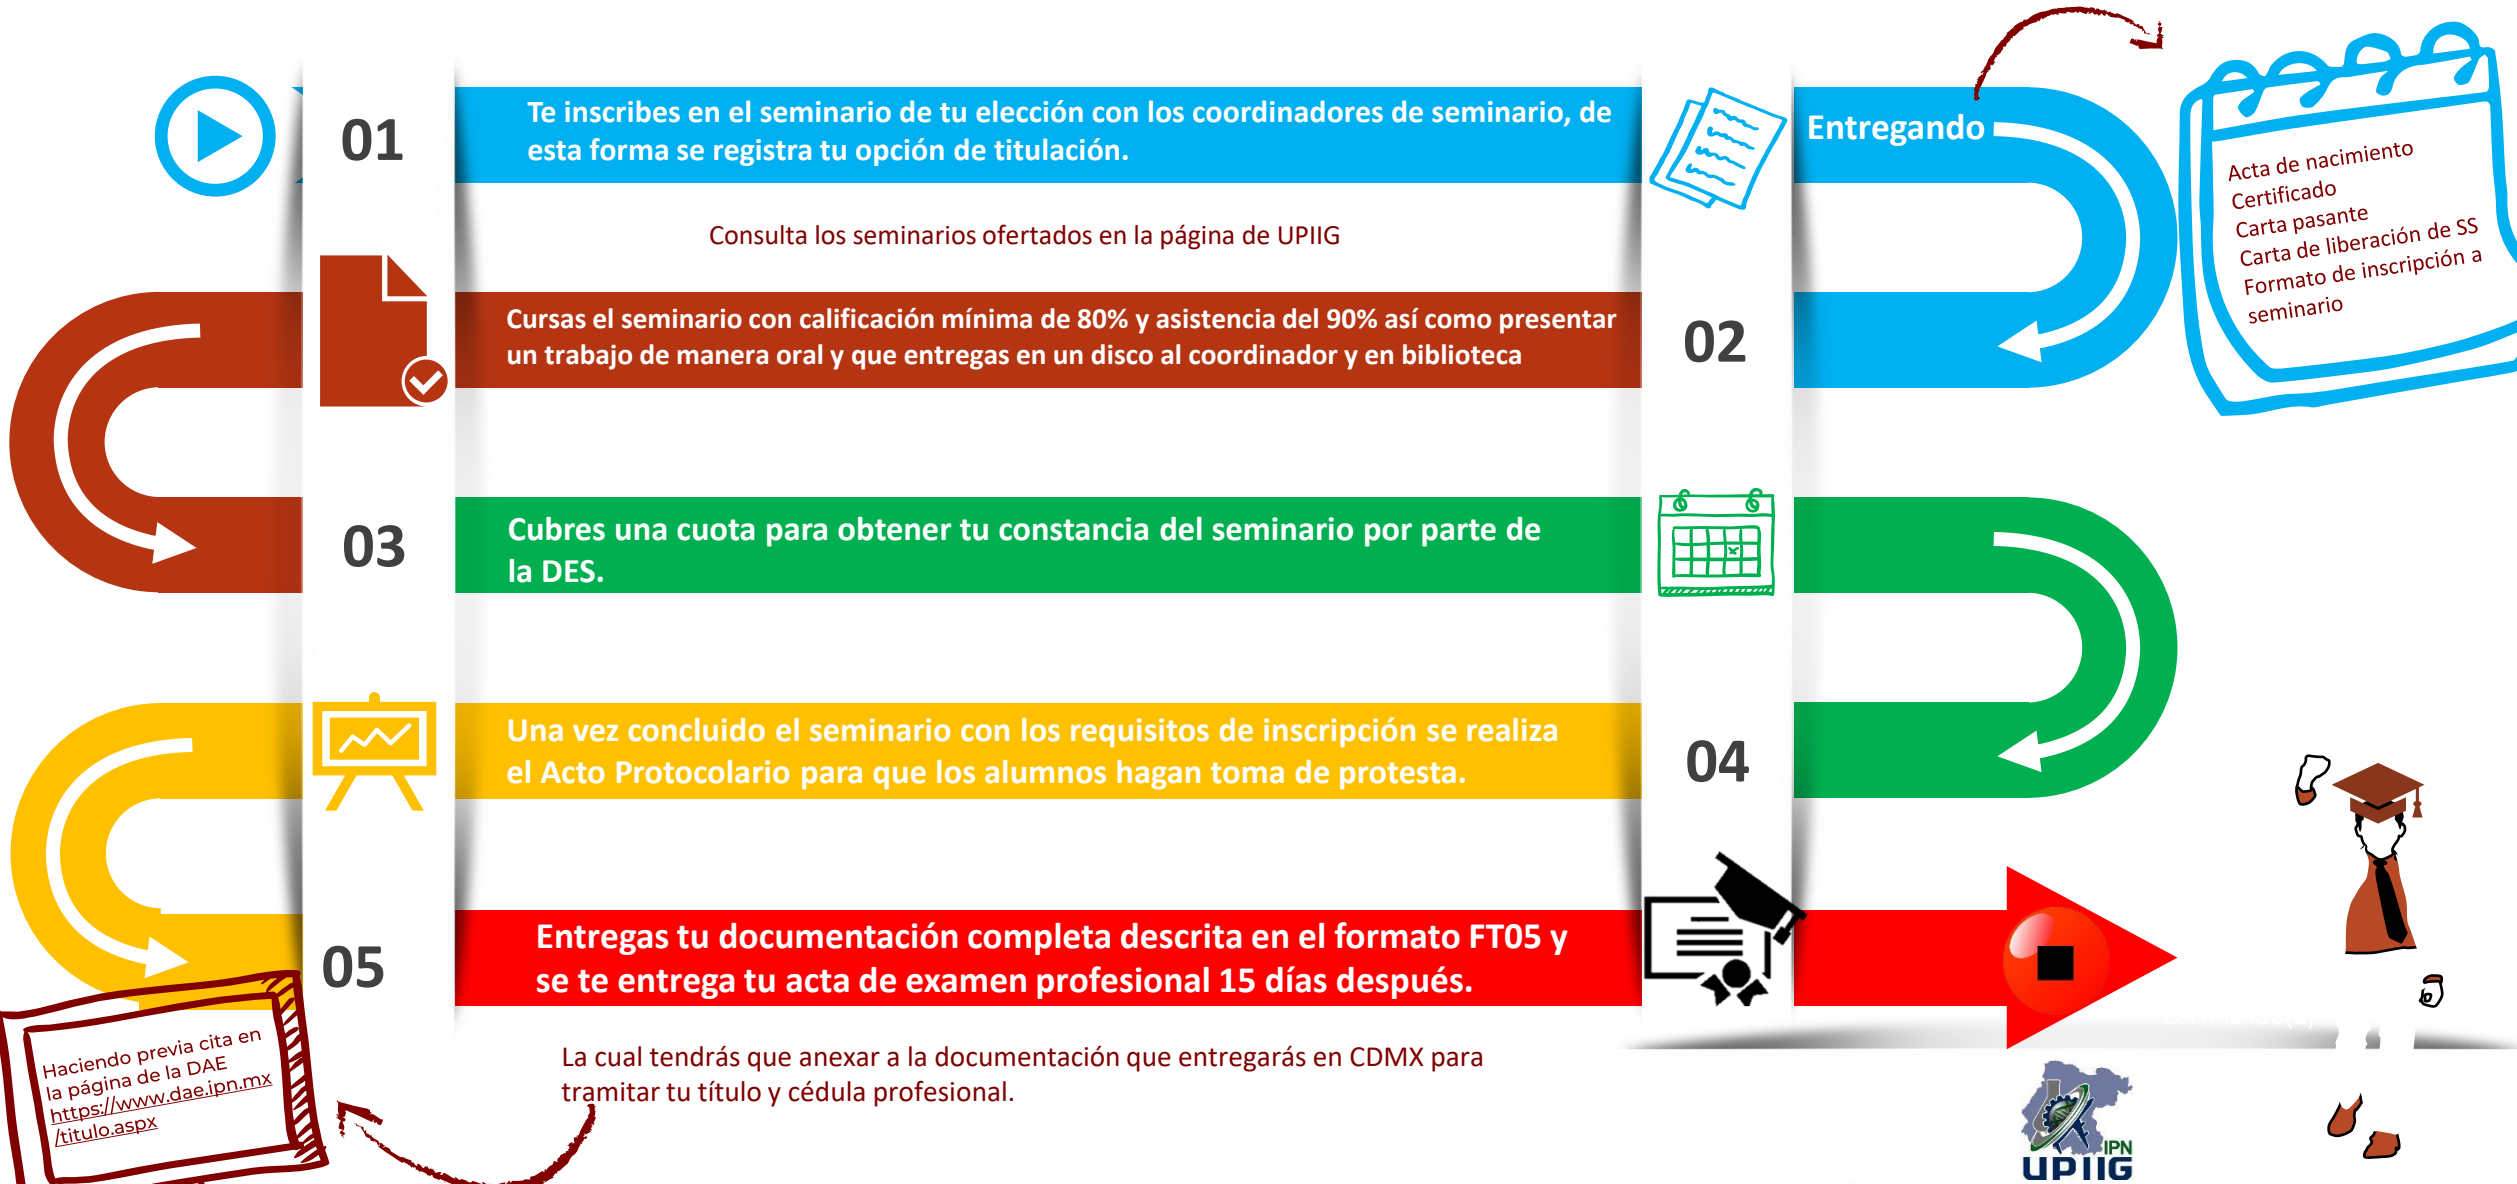 01
Te inscribes en el seminario de tu elección con los coordinadores de seminario, de
esta forma se registra tu opción de titulación.
Entregando
Acta de nacimiento
Certificado
Carta pasante
Carta de liberación de SS
Formato de inscripción a
seminario
Consulta los seminarios ofertados en la página de UPIIG
02
Cursas el seminario con calificación mínima de 80% y asistencia del 90% así como presentar
un trabajo de manera oral y que entregas en un disco al coordinador y en biblioteca
03
Cubres una cuota para obtener tu constancia del seminario por parte de
la DES.
04
Una vez concluido el seminario con los requisitos de inscripción se realiza
el Acto Protocolario para que los alumnos hagan toma de protesta.
05
Entregas tu documentación completa descrita en el formato FT05 y
se te entrega tu acta de examen profesional 15 días después.
La cual tendrás que anexar a la documentación que entregarás en CDMX para
tramitar tu título y cédula profesional.
Haciendo previa cita en
la página de la DAE
https://www.dae.ipn.mx
/titulo.aspx
IPN
UPIIG